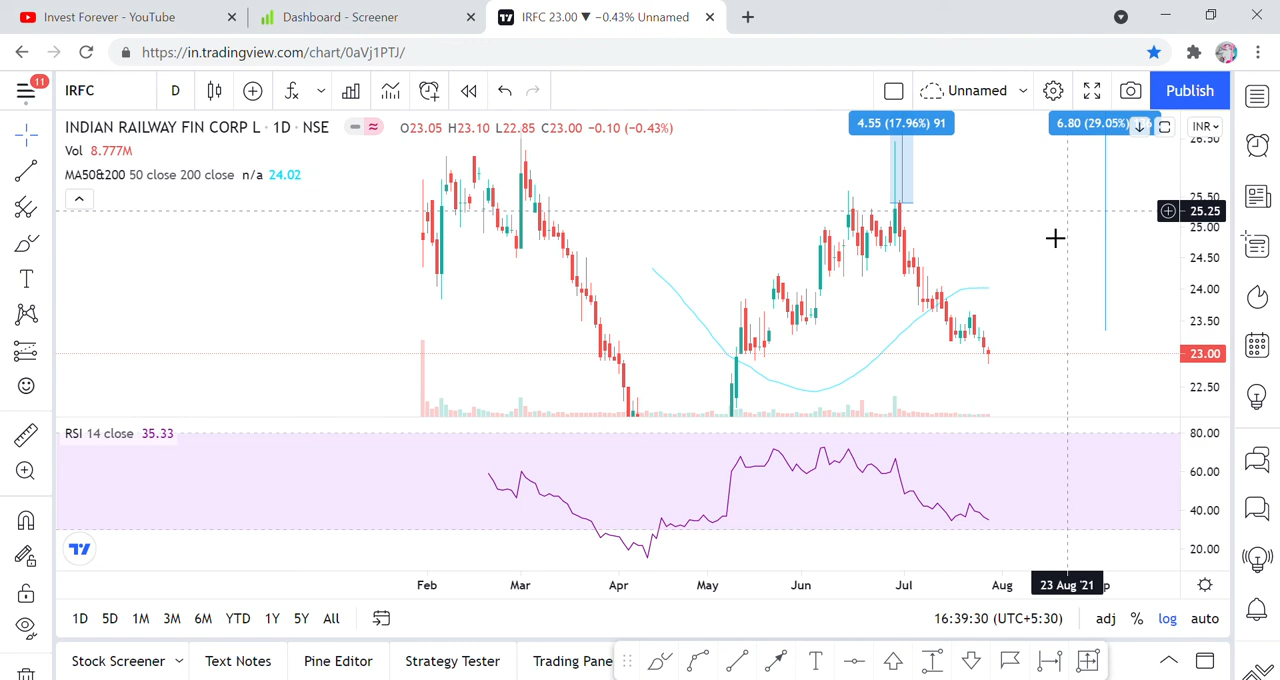 Invest Forever - YouTube
Dashboard - Screener
IRFC 23.00 ▼ −0.43% Unnamed
https://in.tradingview.com/chart/0aVj1PTJ/
11
IRFC
D
Unnamed
Publish
INDIAN RAILWAY FIN CORP L · 1D · NSE
O23.05 H23.10 L22.85 C23.00 −0.10 (−0.43%)
4.55 (17.96%) 91
6.80 (29.05%)
INR
Vol 8.777M
MA50&200 50 close 200 close n/a 24.02
26.50
25.50
25.25
25.00
24.50
24.00
23.50
23.00
22.50
RSI 14 close 35.33
80.00
60.00
40.00
20.00
Feb
Mar
Apr
May
Jun
Jul
Aug
23 Aug '21
p
1D 5D 1M 3M 6M YTD 1Y 5Y All
16:39:30 (UTC+5:30)
adj % log auto
Stock Screener
Text Notes
Pine Editor
Strategy Tester
Trading Pane